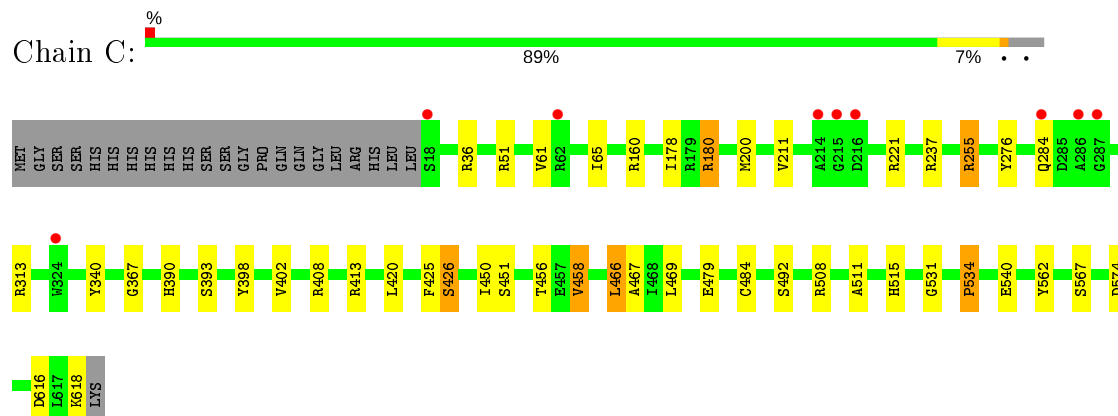 %
Chain C:
89% 7% • •
MET GLY SER SER HIS HIS HIS HIS HIS HIS SER SER GLY PRO GLN GLN GLY LEU ARG HIS LEU LEU S18 R36 R51 V61 R62 I65 R160 I178 R179 R180 M200 V211 A214 G215 D216 R221 R237 R255 Y276 Q284 D285 A286 G287
R313 W324 Y340 G367 H390 S393 Y398 V402 R408 R413 L420 F425 S426 I450 S451 T456 E457 V458 L466 A467 I468 L469 E479 C484 S492 R508 A511 H515 G531 P534 E540 Y562 S567 D574
D616 L617 K618 LYS